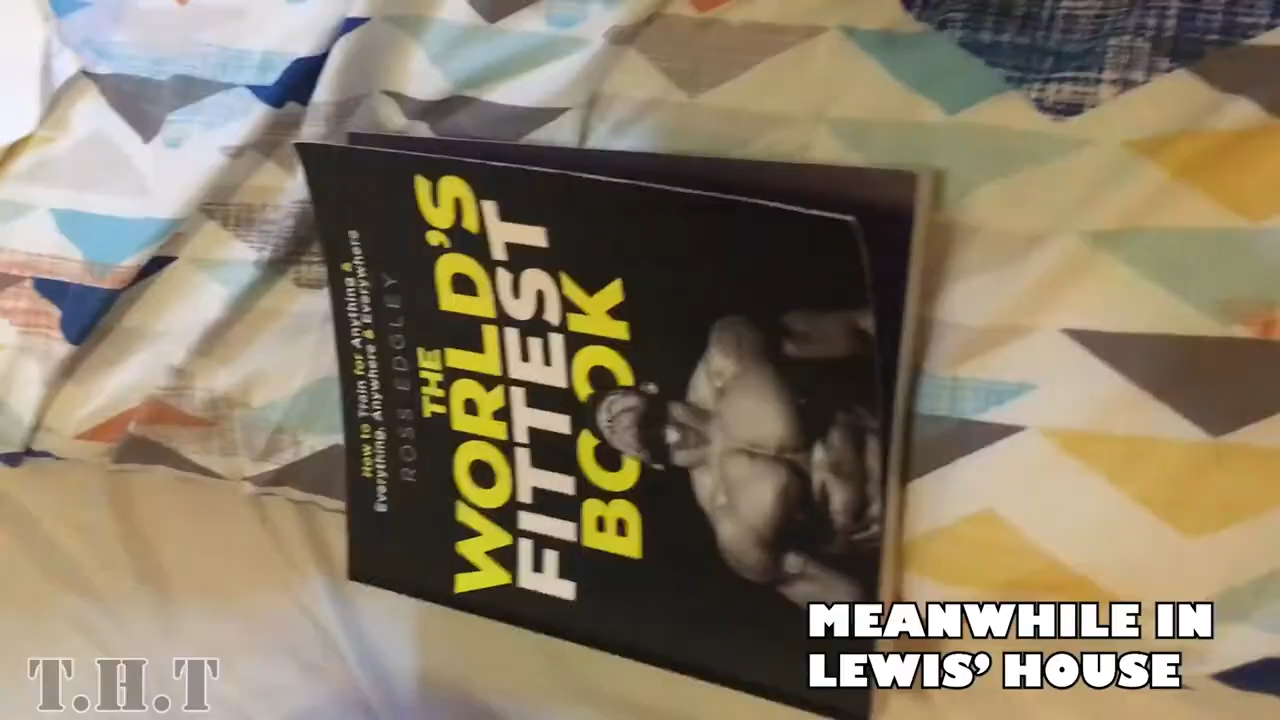 How to Train for Anything &
Everything, Anywhere & Everywhere
ROSS EDGLEY
THE
WORLD'S
FITTEST
BOOK
MEANWHILE IN
LEWIS' HOUSE
T.H.T